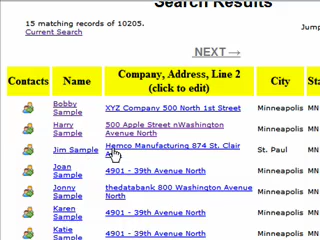 Search Results
15 matching records of 10205.
Jump
Current Search
NEXT →
Contacts Name Company, Address, Line 2 (click to edit) City Sta
Bobby Sample XYZ Company 500 North 1st Street Minneapolis MN
Harry Sample 500 Apple Street nWashington Avenue North Minneapolis MN
Jim Sample Hemco Manufacturing 874 St. Clair St. Paul MN
Joan Sample 4901 - 39th Avenue North Minneapolis MN
Jonny Sample thedatabank 800 Washington Avenue North Minneapolis MN
Karen Sample 4901 - 39th Avenue North Minneapolis MN
Katie Sample 4901 - 39th Avenue North Minneapolis MN